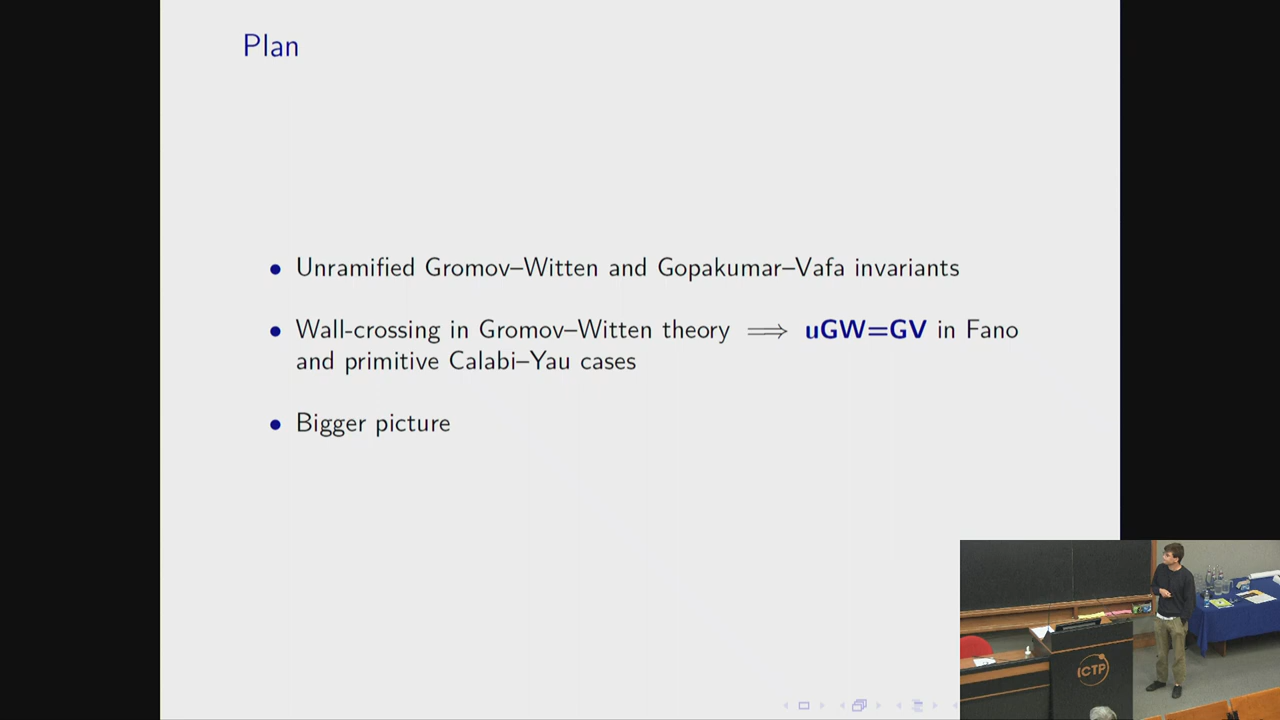 Plan
• Unramified Gromov–Witten and Gopakumar–Vafa invariants
• Wall-crossing in Gromov–Witten theory ⟹ uGW=GV in Fano
and primitive Calabi–Yau cases
• Bigger picture
ICTP